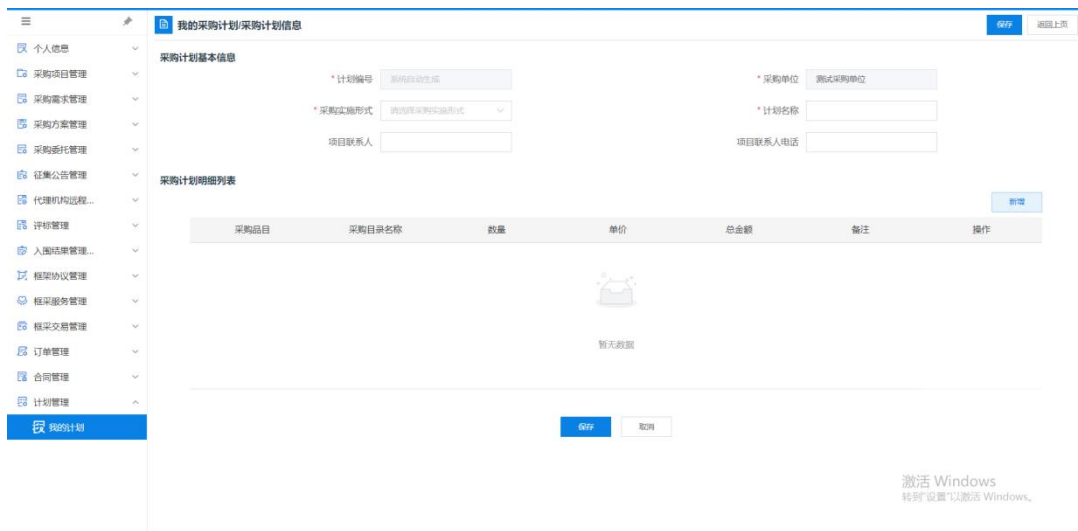 我的采购计划/采购计划信息
保存
返回上页
个人信息
采购项目管理
采购需求管理
采购方案管理
采购委托管理
征集公告管理
代理机构远程...
评标管理
入围结果管理...
框架协议管理
框采服务管理
框采交易管理
订单管理
合同管理
计划管理
我的计划
采购计划基本信息
* 计划编号 系统自动生成
* 采购单位 测试采购单位
* 采购实施形式 请选择采购实施形式
* 计划名称
项目联系人
项目联系人电话
采购计划明细列表
新增
采购品目 采购目录名称 数量 单价 总金额 备注 操作
暂无数据
保存 取消
激活 Windows
转到"设置"以激活 Windows。